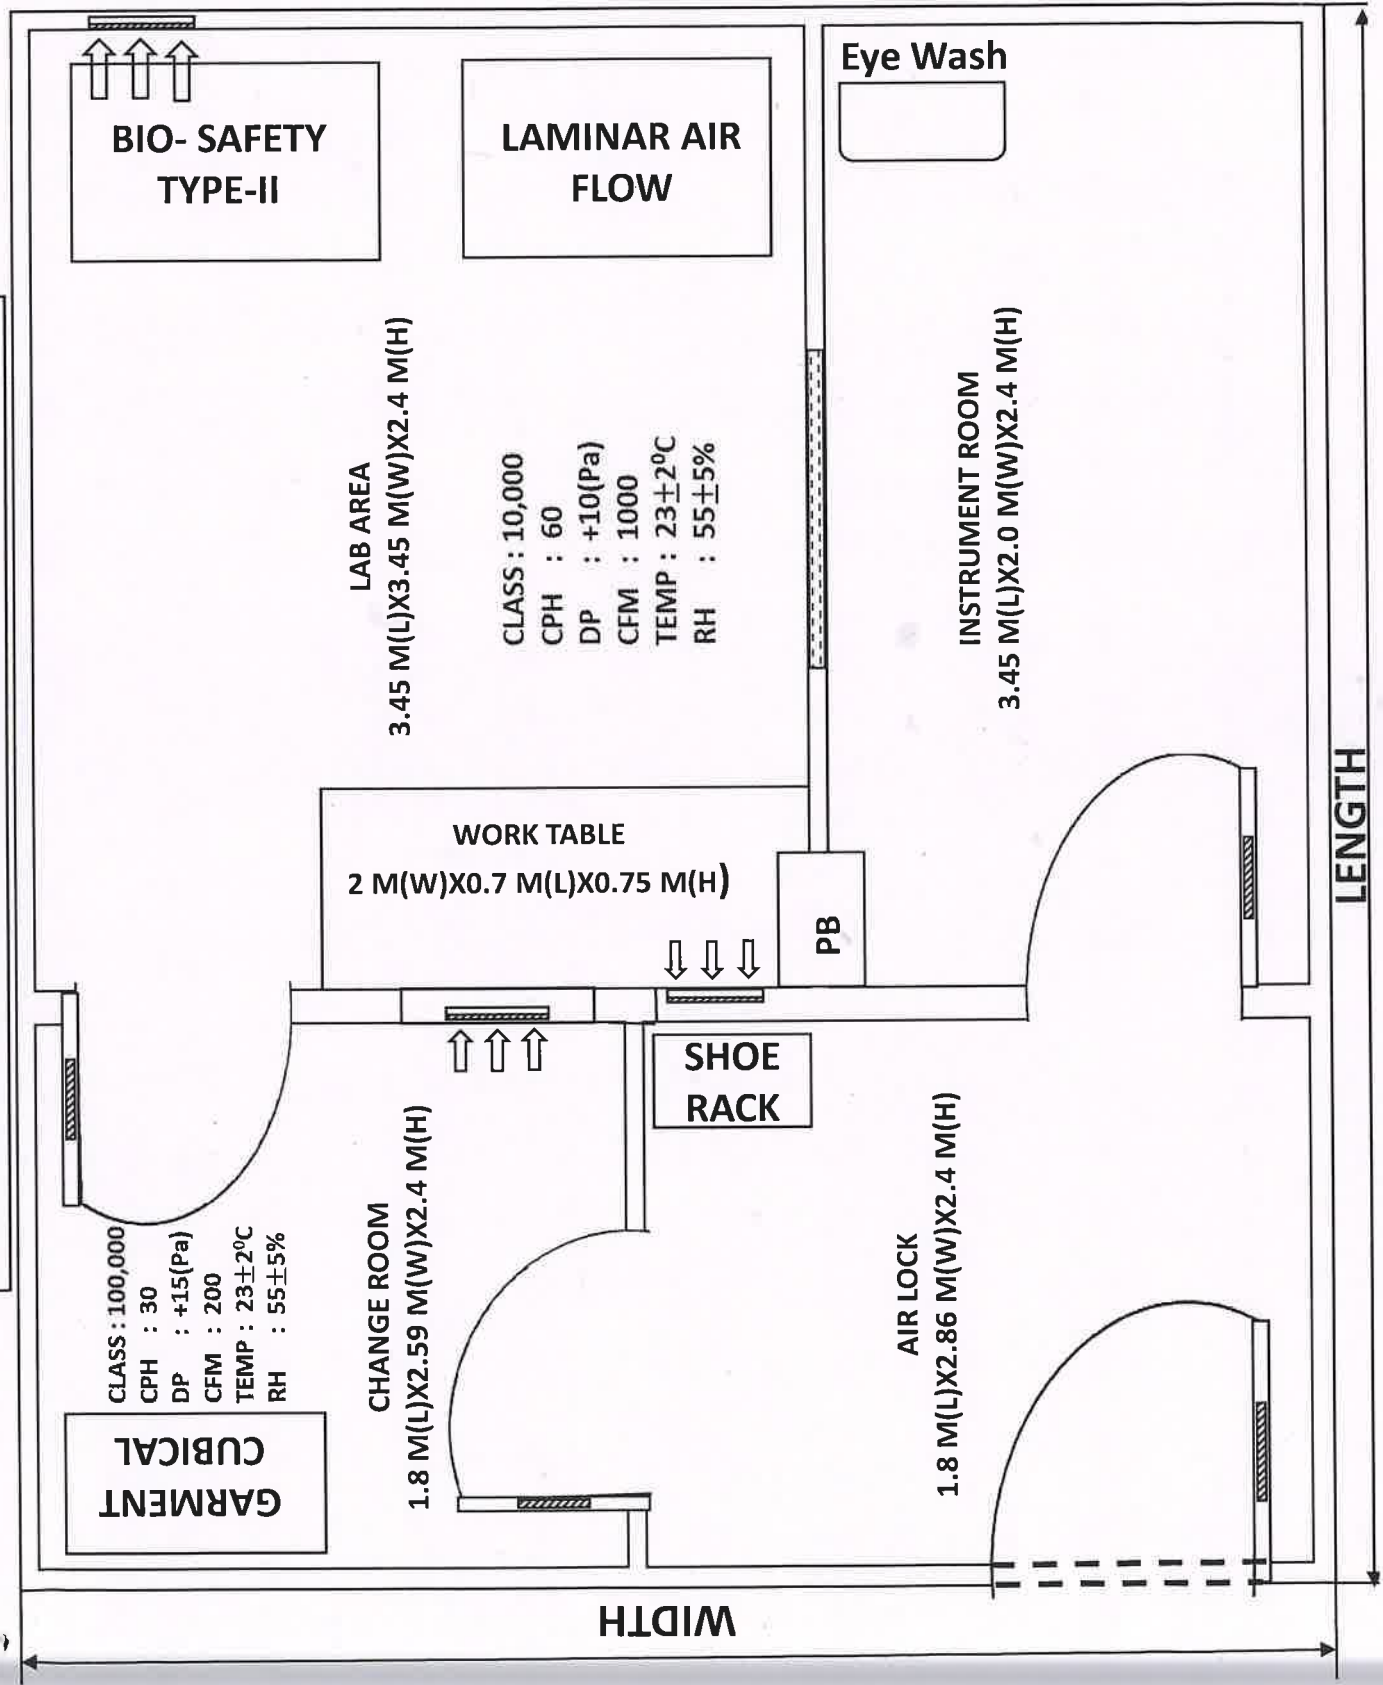 Eye Wash
BIO- SAFETY
TYPE-II
LAMINAR AIR
FLOW
LAB AREA
3.45 M(L)X3.45 M(W)X2.4 M(H)
CLASS : 10,000
CPH : 60
DP : +10(Pa)
CFM : 1000
TEMP : 23±2⁰C
RH : 55±5%
INSTRUMENT ROOM
3.45 M(L)X2.0 M(W)X2.4 M(H)
WORK TABLE
2 M(W)X0.7 M(L)X0.75 M(H)
PB
SHOE
RACK
CLASS : 100,000
CPH : 30
DP : +15(Pa)
CFM : 200
TEMP : 23±2⁰C
RH : 55±5%
CHANGE ROOM
1.8 M(L)X2.59 M(W)X2.4 M(H)
AIR LOCK
1.8 M(L)X2.86 M(W)X2.4 M(H)
GARMENT
CUBICAL
LENGTH
WIDTH